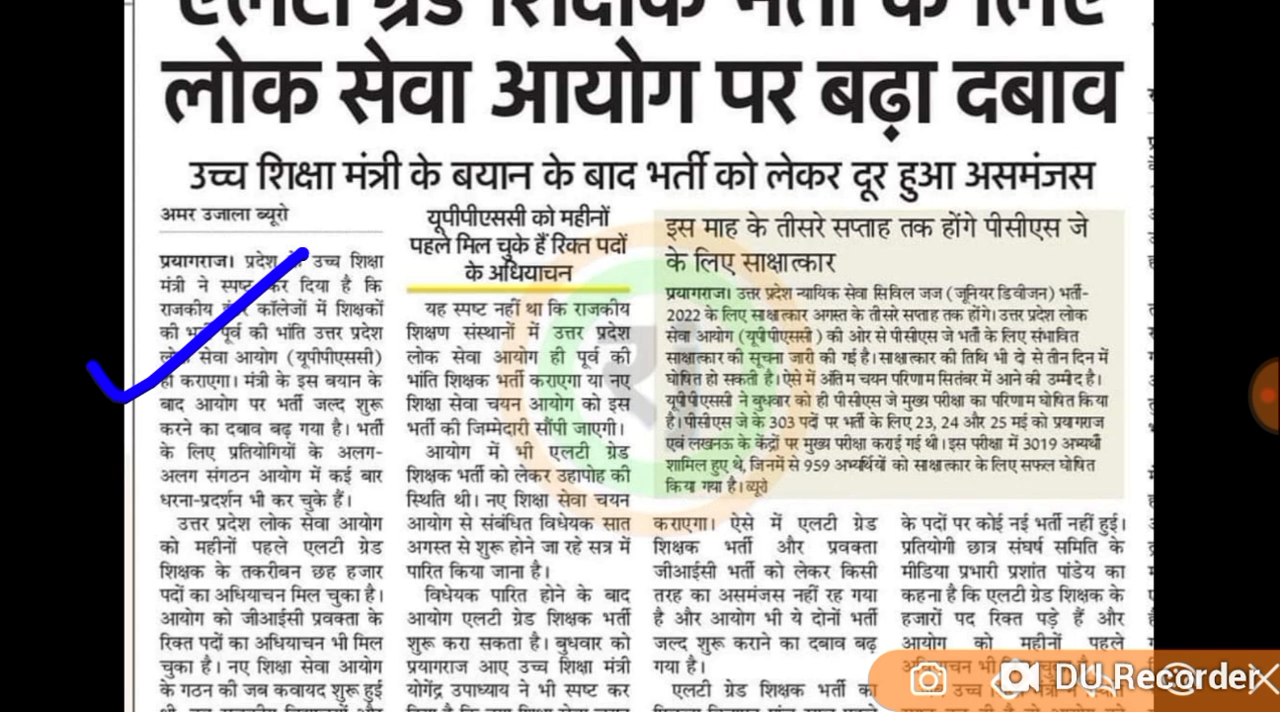 एलटी ग्रेड शिक्षक भर्ती के लिए
लोक सेवा आयोग पर बढ़ा दबाव
उच्च शिक्षा मंत्री के बयान के बाद भर्ती को लेकर दूर हुआ असमंजस
अमर उजाला ब्यूरो
प्रयागराज। प्रदेश उच्च शिक्षा
मंत्री ने स्पष्ट कर दिया है कि
राजकीय कॉलेजों में शिक्षकों
की पूर्व की भांति उत्तर प्रदेश
सेवा आयोग (यूपीपीएससी)
ही कराएगा। मंत्री के इस बयान के
बाद आयोग पर भर्ती जल्द शुरू
करने का दबाव बढ़ गया है। भर्ती
के लिए प्रतियोगियों के अलग-
अलग संगठन आयोग में कई बार
धरना-प्रदर्शन भी कर चुके हैं।
उत्तर प्रदेश लोक सेवा आयोग
को महीनों पहले एलटी ग्रेड
शिक्षक के तकरीबन छह हजार
पदों का अधियाचन मिल चुका है।
आयोग को जीआईसी प्रवक्ता के
रिक्त पदों का अधियाचन भी मिल
चुका है। नए शिक्षा सेवा आयोग
के गठन की जब कवायद शुरू हुई
यूपीपीएससी को महीनों
पहले मिल चुके हैं रिक्त पदों
के अधियाचन
यह स्पष्ट नहीं था कि राजकीय
शिक्षण संस्थानों में उत्तर प्रदेश
लोक सेवा आयोग ही पूर्व की
भांति शिक्षक भर्ती कराएगा या नए
शिक्षा सेवा चयन आयोग को इस
भर्ती की जिम्मेदारी सौंपी जाएगी।
आयोग में भी एलटी ग्रेड
शिक्षक भर्ती को लेकर उहापोह की
स्थिति थी। नए शिक्षा सेवा चयन
आयोग से संबंधित विधेयक सात
अगस्त से शुरू होने जा रहे सत्र में
पारित किया जाना है।
विधेयक पारित होने के बाद
आयोग एलटी ग्रेड शिक्षक भर्ती
शुरू करा सकता है। बुधवार को
प्रयागराज आए उच्च शिक्षा मंत्री
योगेंद्र उपाध्याय ने भी स्पष्ट कर
इस माह के तीसरे सप्ताह तक होंगे पीसीएस जे
के लिए साक्षात्कार
प्रयागराज। उत्तर प्रदेश न्यायिक सेवा सिविल जज (जूनियर डिवीजन) भर्ती-
2022 के लिए साक्षात्कार अगस्त के तीसरे सप्ताह तक होंगे। उत्तर प्रदेश लोक
सेवा आयोग (यूपीपीएससी) की ओर से पीसीएस जे भर्ती के लिए संभावित
साक्षात्कार की सूचना जारी की गई है। साक्षात्कार की तिथि भी दो से तीन दिन में
घोषित हो सकती है। ऐसे में अंतिम चयन परिणाम सितंबर में आने की उम्मीद है।
यूपीपीएससी ने बुधवार को ही पीसीएस जे मुख्य परीक्षा का परिणाम घोषित किया
है। पीसीएस जे के 303 पदों पर भर्ती के लिए 23, 24 और 25 मई को प्रयागराज
एवं लखनऊ के केंद्रों पर मुख्य परीक्षा कराई गई थी। इस परीक्षा में 3019 अभ्यर्थी
शामिल हुए थे, जिनमें से 959 अभ्यर्थियों को साक्षात्कार के लिए सफल घोषित
किया गया है। ब्यूरो
कराएगा। ऐसे में एलटी ग्रेड
शिक्षक भर्ती और प्रवक्ता
जीआईसी भर्ती को लेकर किसी
तरह का असमंजस नहीं रह गया
है और आयोग भी ये दोनों भर्ती
जल्द शुरू कराने का दबाव बढ़
गया है।
एलटी ग्रेड शिक्षक भर्ती का
के पदों पर कोई नई भर्ती नहीं हुई।
प्रतियोगी छात्र संघर्ष समिति के
मीडिया प्रभारी प्रशांत पांडेय का
कहना है कि एलटी ग्रेड शिक्षक के
हजारों पद रिक्त पड़े हैं और
आयोग को महीनों पहले
DU Recorder